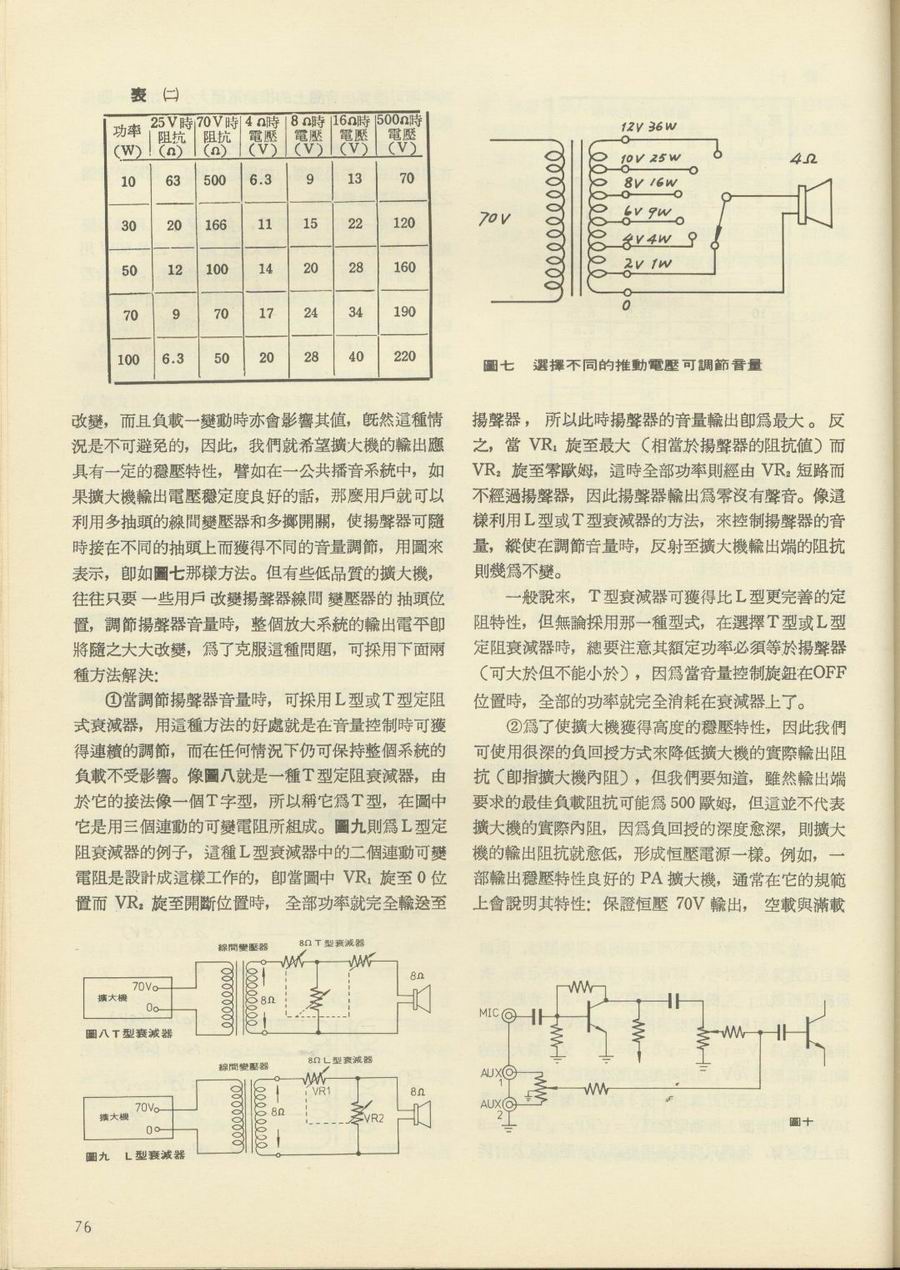 表 ㈡
功率 (W) 25V時阻抗(Ω) 70V時阻抗(Ω) 4Ω時電壓(V) 8Ω時電壓(V) 16Ω時電壓(V) 500Ω時電壓(V)
10 63 500 6.3 9 13 70
30 20 166 11 15 22 120
50 12 100 14 20 28 160
70 9 70 17 24 34 190
100 6.3 50 20 28 40 220
70V
12V 36W
10V 25W
8V 16W
6V 9W
4V 4W
2V 1W
0
4Ω
圖七 選擇不同的推動電壓可調節音量
改變，而且負載一變動時亦會影響其值，旣然這種情
況是不可避免的，因此，我們就希望擴大機的輸出應
具有一定的穩壓特性，譬如在一公共播音系統中，如
果擴大機輸出電壓穩定度良好的話，那麼用戶就可以
利用多抽頭的線間變壓器和多擲開關，使揚聲器可隨
時接在不同的抽頭上而獲得不同的音量調節，用圖來
表示，卽如圖七那樣方法。但有些低品質的擴大機，
往往只要一些用戶改變揚聲器線間變壓器的抽頭位
置，調節揚聲器音量時，整個放大系統的輸出電平卽
將隨之大大改變，爲了克服這種問題，可採用下面兩
種方法解決：
①當調節揚聲器音量時，可採用L型或T型定阻
式衰減器，用這種方法的好處就是在音量控制時可獲
得連續的調節，而在任何情況下仍可保持整個系統的
負載不受影響。像圖八就是一種T型定阻衰減器，由
於它的接法像一個T字型，所以稱它爲T型，在圖中
它是用三個連動的可變電阻所組成。圖九則爲L型定
阻衰減器的例子，這種L型衰減器中的二個連動可變
電阻是設計成這樣工作的，卽當圖中 VR₁ 旋至 0 位
置而 VR₂ 旋至開斷位置時，全部功率就完全輸送至
揚聲器，所以此時揚聲器的音量輸出卽爲最大。反
之，當 VR₁ 旋至最大（相當於揚聲器的阻抗値）而
VR₂ 旋至零歐姆，這時全部功率則經由 VR₂ 短路而
不經過揚聲器，因此揚聲器輸出爲零沒有聲音。像這
樣利用L型或T型衰減器的方法，來控制揚聲器的音
量，縱使在調節音量時，反射至擴大機輸出端的阻抗
則幾爲不變。
一般說來，T型衰減器可獲得比L型更完善的定
阻特性，但無論採用那一種型式，在選擇T型或L型
定阻衰減器時，總要注意其額定功率必須等於揚聲器
（可大於但不能小於），因爲當音量控制旋鈕在OFF
位置時，全部的功率就完全消耗在衰減器上了。
②爲了使擴大機獲得高度的穩壓特性，因此我們
可使用很深的負回授方式來降低擴大機的實際輸出阻
抗（卽指擴大機內阻），但我們要知道，雖然輸出端
要求的最佳負載阻抗可能爲 500 歐姆，但這並不代表
擴大機的實際內阻，因爲負回授的深度愈深，則擴大
機的輸出阻抗就愈低，形成恒壓電源一樣。例如，一
部輸出穩壓特性良好的 PA 擴大機，通常在它的規範
上會說明其特性：保證恒壓 70V 輸出，空載與滿載
線間變壓器 8Ω T 型衰減器
70V
擴大機
0
8Ω
8Ω
圖八 T 型衰減器
線間變壓器 8Ω L 型衰減器
VR1
70V
擴大機
0
8Ω
VR2
8Ω
圖九 L 型衰減器
MIC
AUX 1
AUX 2
圖十
76